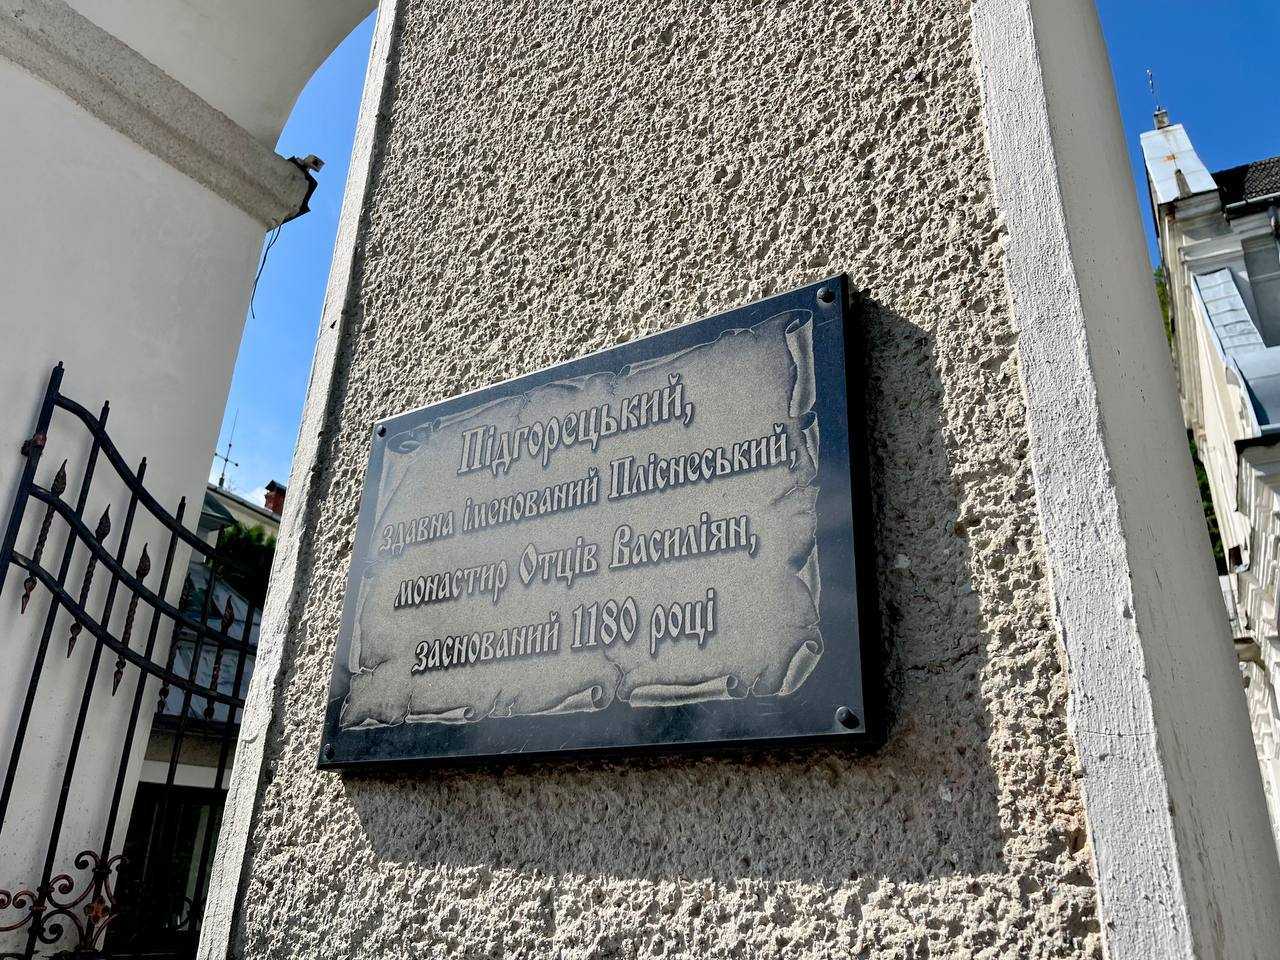 Підгорецький,
здавна іменований Пліснеський,
монастир Отців Василіян,
заснований 1180 році